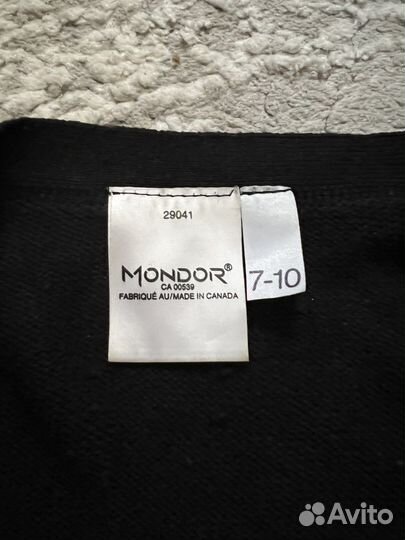 29041
MONDOR®
CA 00539
FABRIQUÉ AU/MADE IN CANADA
7-10
Avito